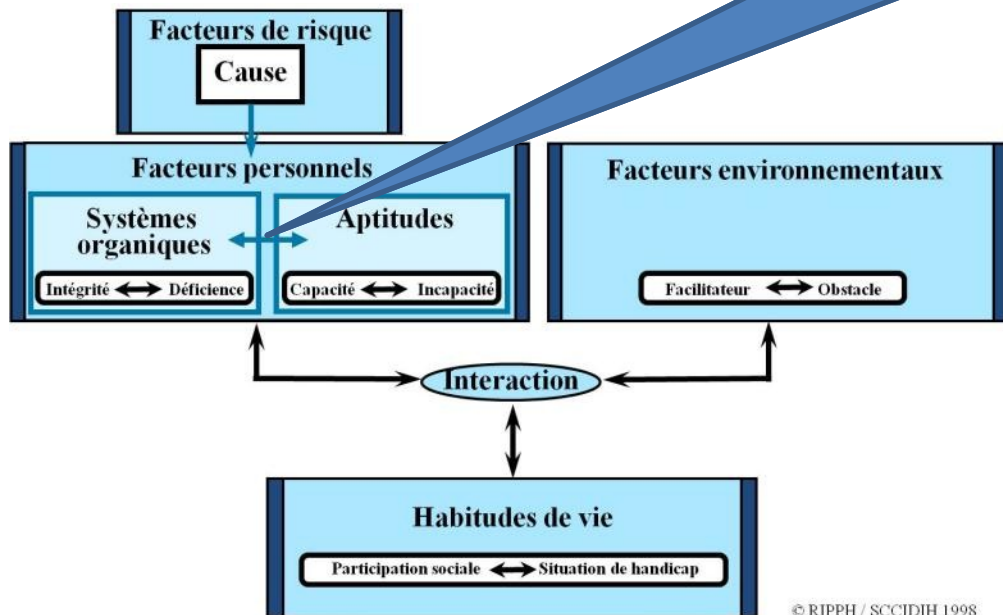 Facteurs de risque
Cause
Facteurs personnels
Systèmes
organiques
Intégrité Déficience
Aptitudes
Capacité Incapacité
Facteurs environnementaux
Facilitateur Obstacle
Interaction
Habitudes de vie
Participation sociale Situation de handicap
© RIPPH / SCCIDIH 1998